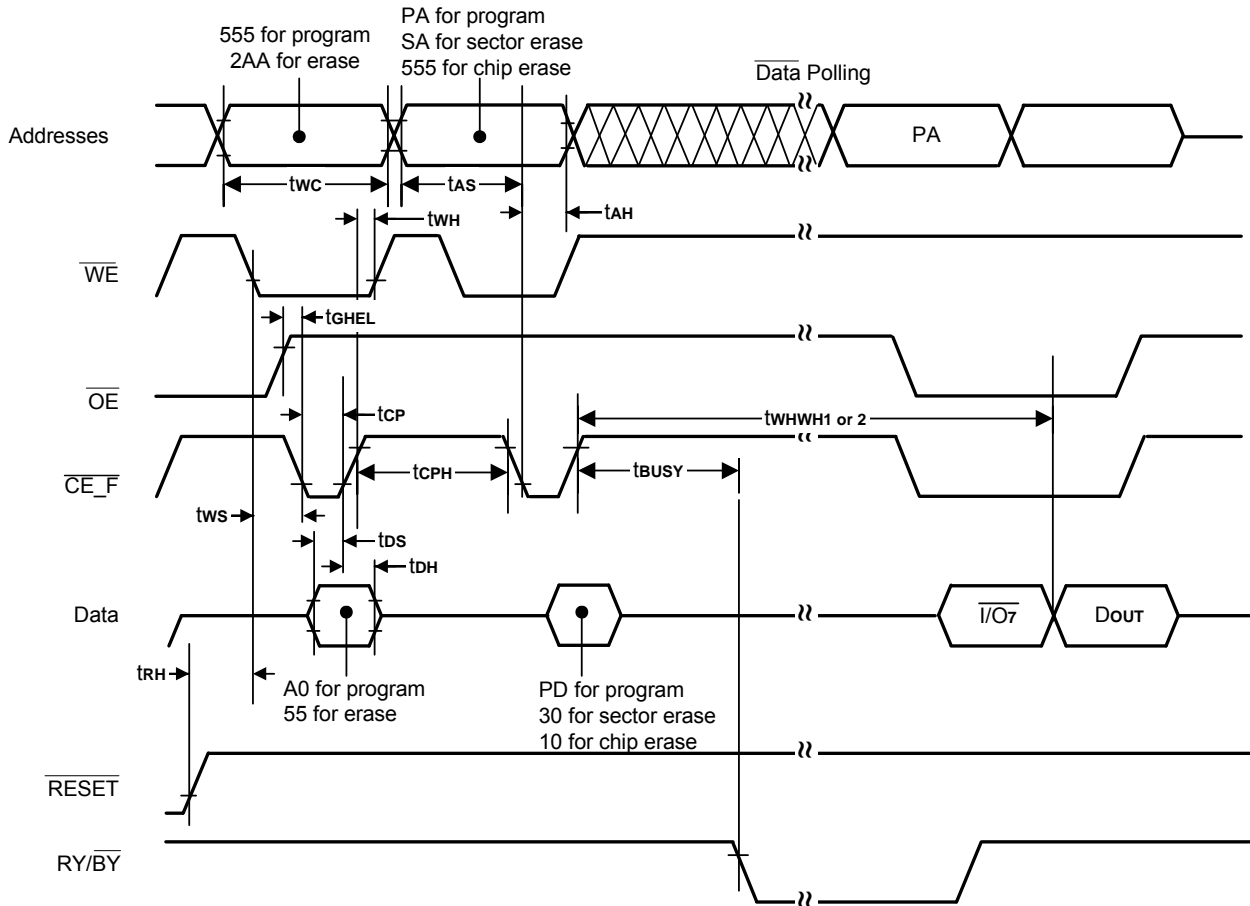 555 for program
2AA for erase
PA for program
SA for sector erase
555 for chip erase
Data Polling
Addresses
PA
tWC
tAS
tWH
tAH
WE
tGHEL
OE
tCP
tWHWH1 or 2
CE_F
tCPH
tBUSY
tWS
tDS
tDH
Data
I/O7
DOUT
tRH
A0 for program
55 for erase
PD for program
30 for sector erase
10 for chip erase
RESET
RY/BY